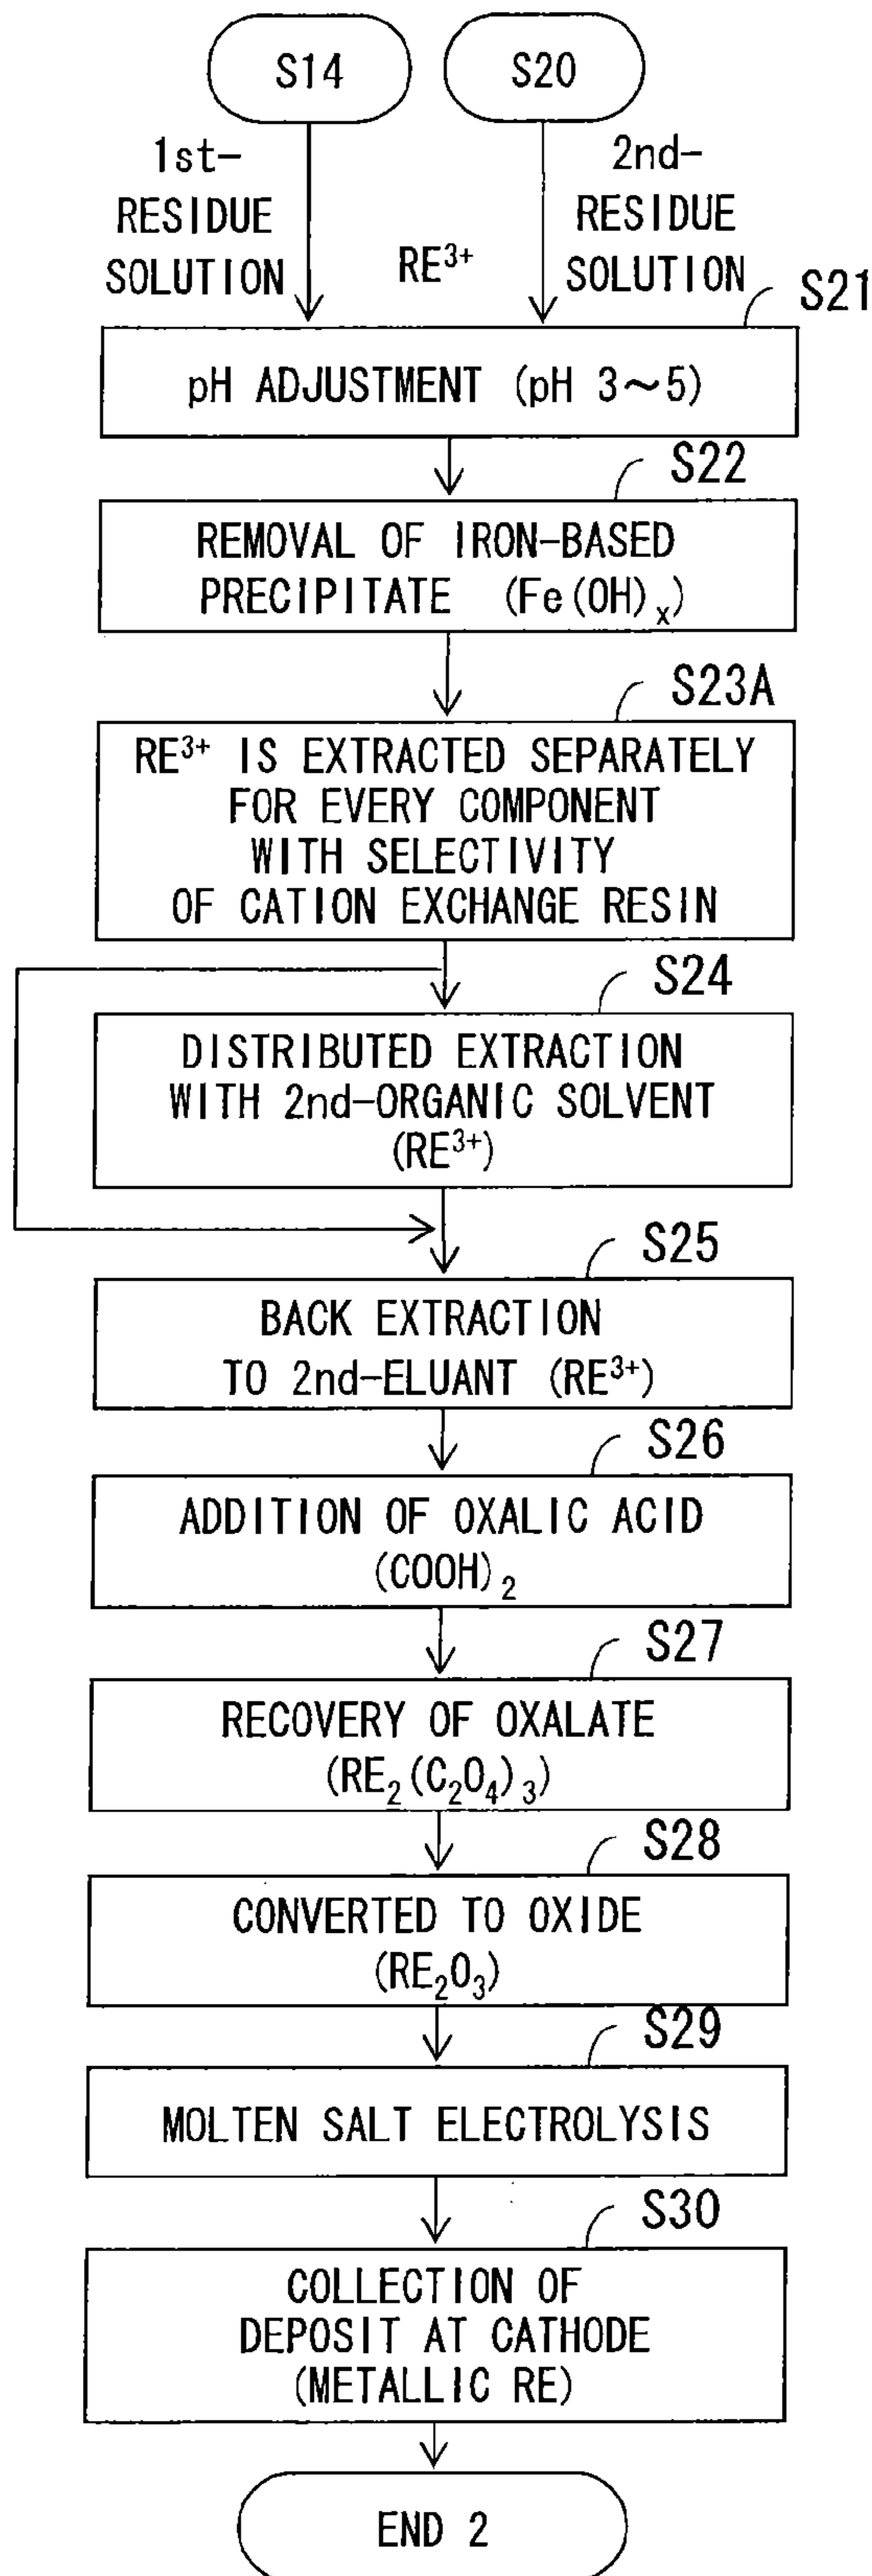 S14
S20
1st-
RESIDUE
SOLUTION
RE³⁺
2nd-
RESIDUE
SOLUTION
S21
pH ADJUSTMENT (pH 3～5)
S22
REMOVAL OF IRON-BASED
PRECIPITATE (Fe(OH)ₓ)
S23A
RE³⁺ IS EXTRACTED SEPARATELY
FOR EVERY COMPONENT
WITH SELECTIVITY
OF CATION EXCHANGE RESIN
S24
DISTRIBUTED EXTRACTION
WITH 2nd-ORGANIC SOLVENT
(RE³⁺)
S25
BACK EXTRACTION
TO 2nd-ELUANT (RE³⁺)
S26
ADDITION OF OXALIC ACID
(COOH)₂
S27
RECOVERY OF OXALATE
(RE₂(C₂O₄)₃)
S28
CONVERTED TO OXIDE
(RE₂O₃)
S29
MOLTEN SALT ELECTROLYSIS
S30
COLLECTION OF
DEPOSIT AT CATHODE
(METALLIC RE)
END 2